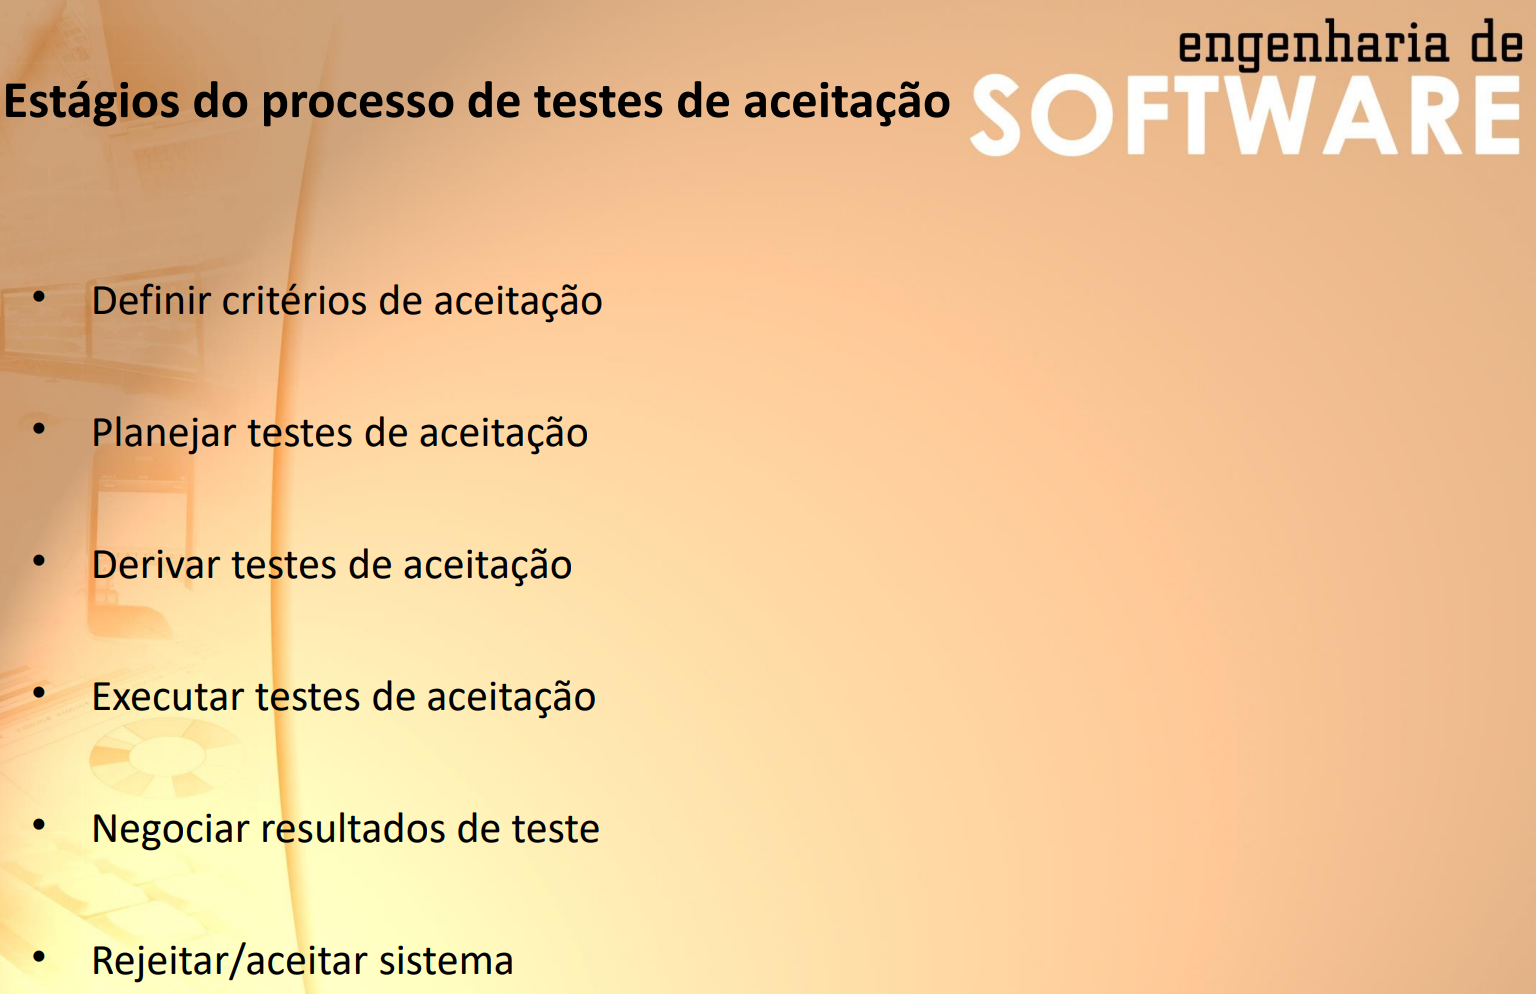 engenharia de
SOFTWARE
Estágios do processo de testes de aceitação
• Definir critérios de aceitação
• Planejar testes de aceitação
• Derivar testes de aceitação
• Executar testes de aceitação
• Negociar resultados de teste
• Rejeitar/aceitar sistema